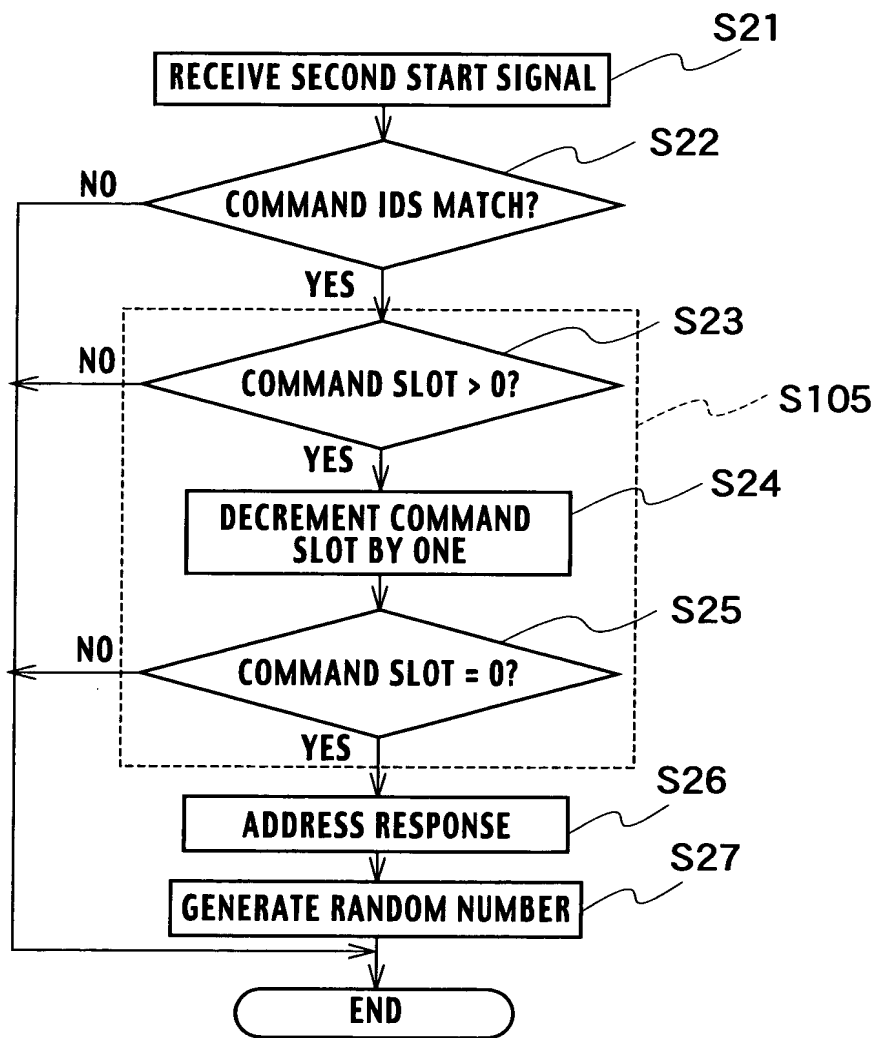 S21
RECEIVE SECOND START SIGNAL
S22
NO
COMMAND IDS MATCH?
YES
S23
NO
COMMAND SLOT > 0?
S105
YES
S24
DECREMENT COMMAND
SLOT BY ONE
S25
NO
COMMAND SLOT = 0?
YES
S26
ADDRESS RESPONSE
S27
GENERATE RANDOM NUMBER
END